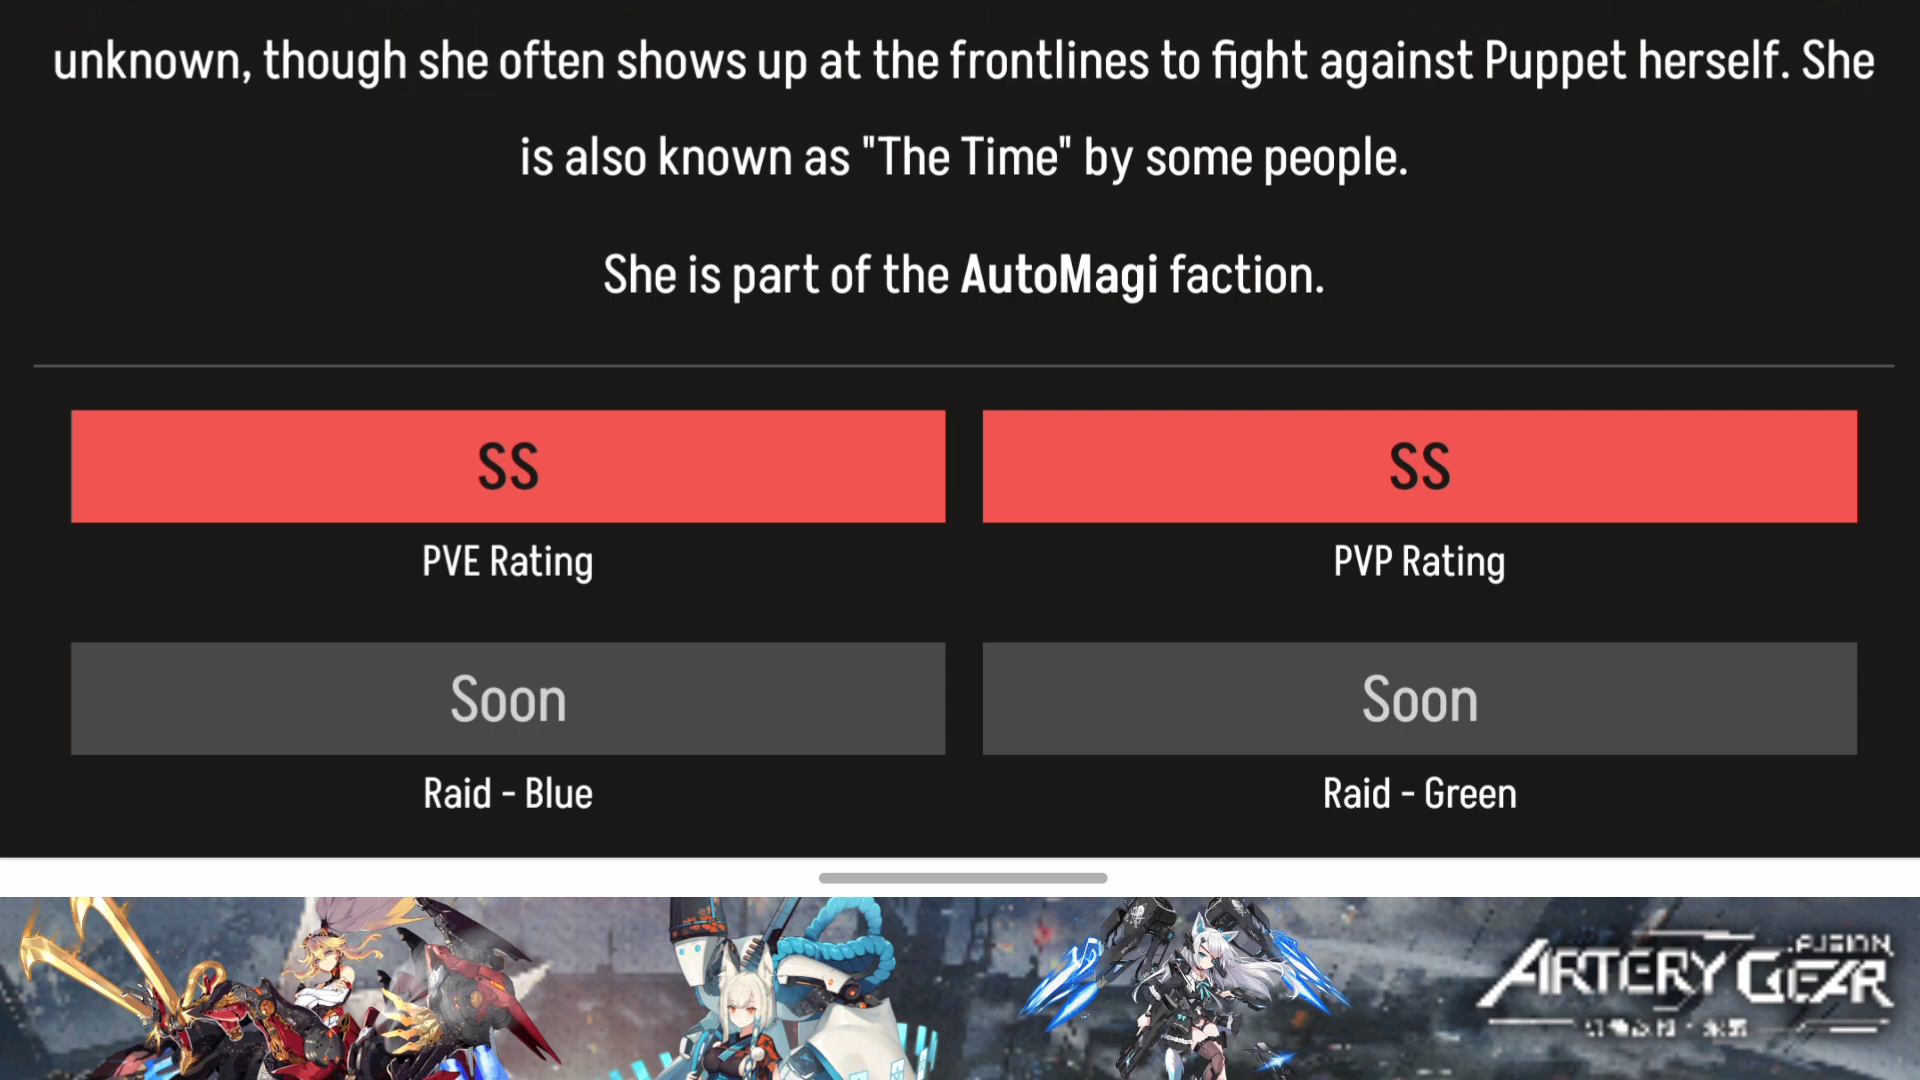 unknown, though she often shows up at the frontlines to fight against Puppet herself. She
is also known as "The Time" by some people.
She is part of the AutoMagi faction.
SS
SS
PVE Rating
PVP Rating
Soon
Soon
Raid - Blue
Raid - Green
FUSION
ARTERY GEAR